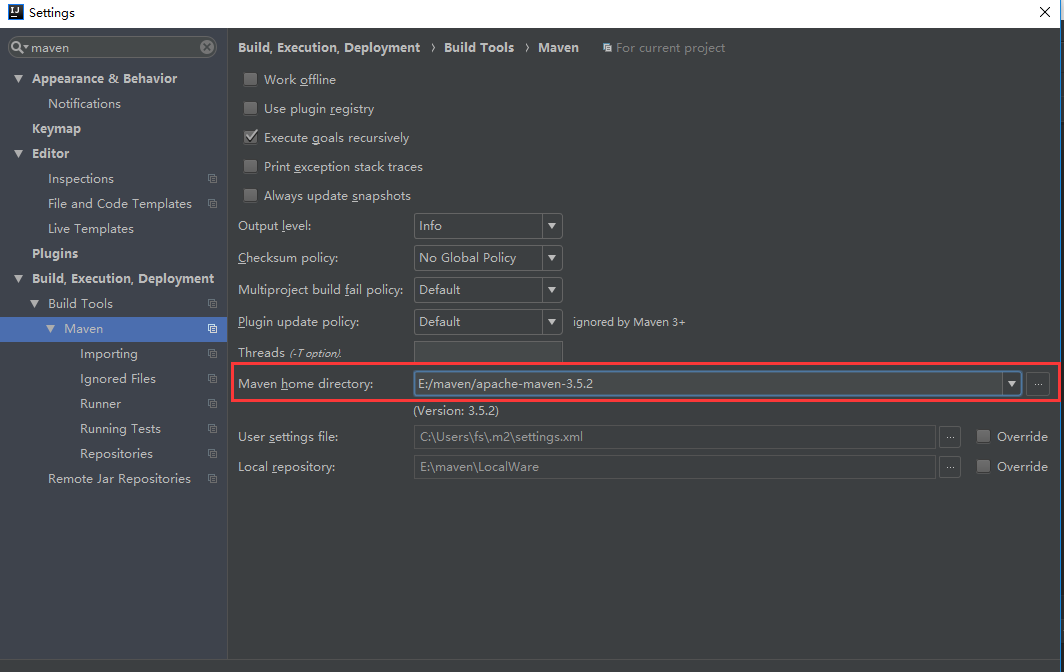 Settings
maven
Appearance & Behavior
Notifications
Keymap
Editor
Inspections
File and Code Templates
Live Templates
Plugins
Build, Execution, Deployment
Build Tools
Maven
Importing
Ignored Files
Runner
Running Tests
Repositories
Remote Jar Repositories
Build, Execution, Deployment › Build Tools › Maven For current project
Work offline
Use plugin registry
Execute goals recursively
Print exception stack traces
Always update snapshots
Output level: Info
Checksum policy: No Global Policy
Multiproject build fail policy: Default
Plugin update policy: Default ignored by Maven 3+
Threads (-T option).
Maven home directory: E:/maven/apache-maven-3.5.2 ...
(Version: 3.5.2)
User settings file: C:\Users\fs\.m2\settings.xml ... Override
Local repository: E:\maven\LocalWare ... Override